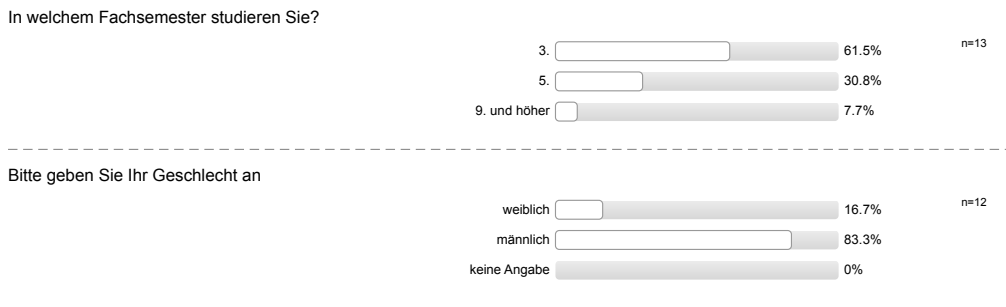 In welchem Fachsemester studieren Sie?
3. 61.5% n=13
5. 30.8%
9. und höher 7.7%
Bitte geben Sie Ihr Geschlecht an
weiblich 16.7% n=12
männlich 83.3%
keine Angabe 0%